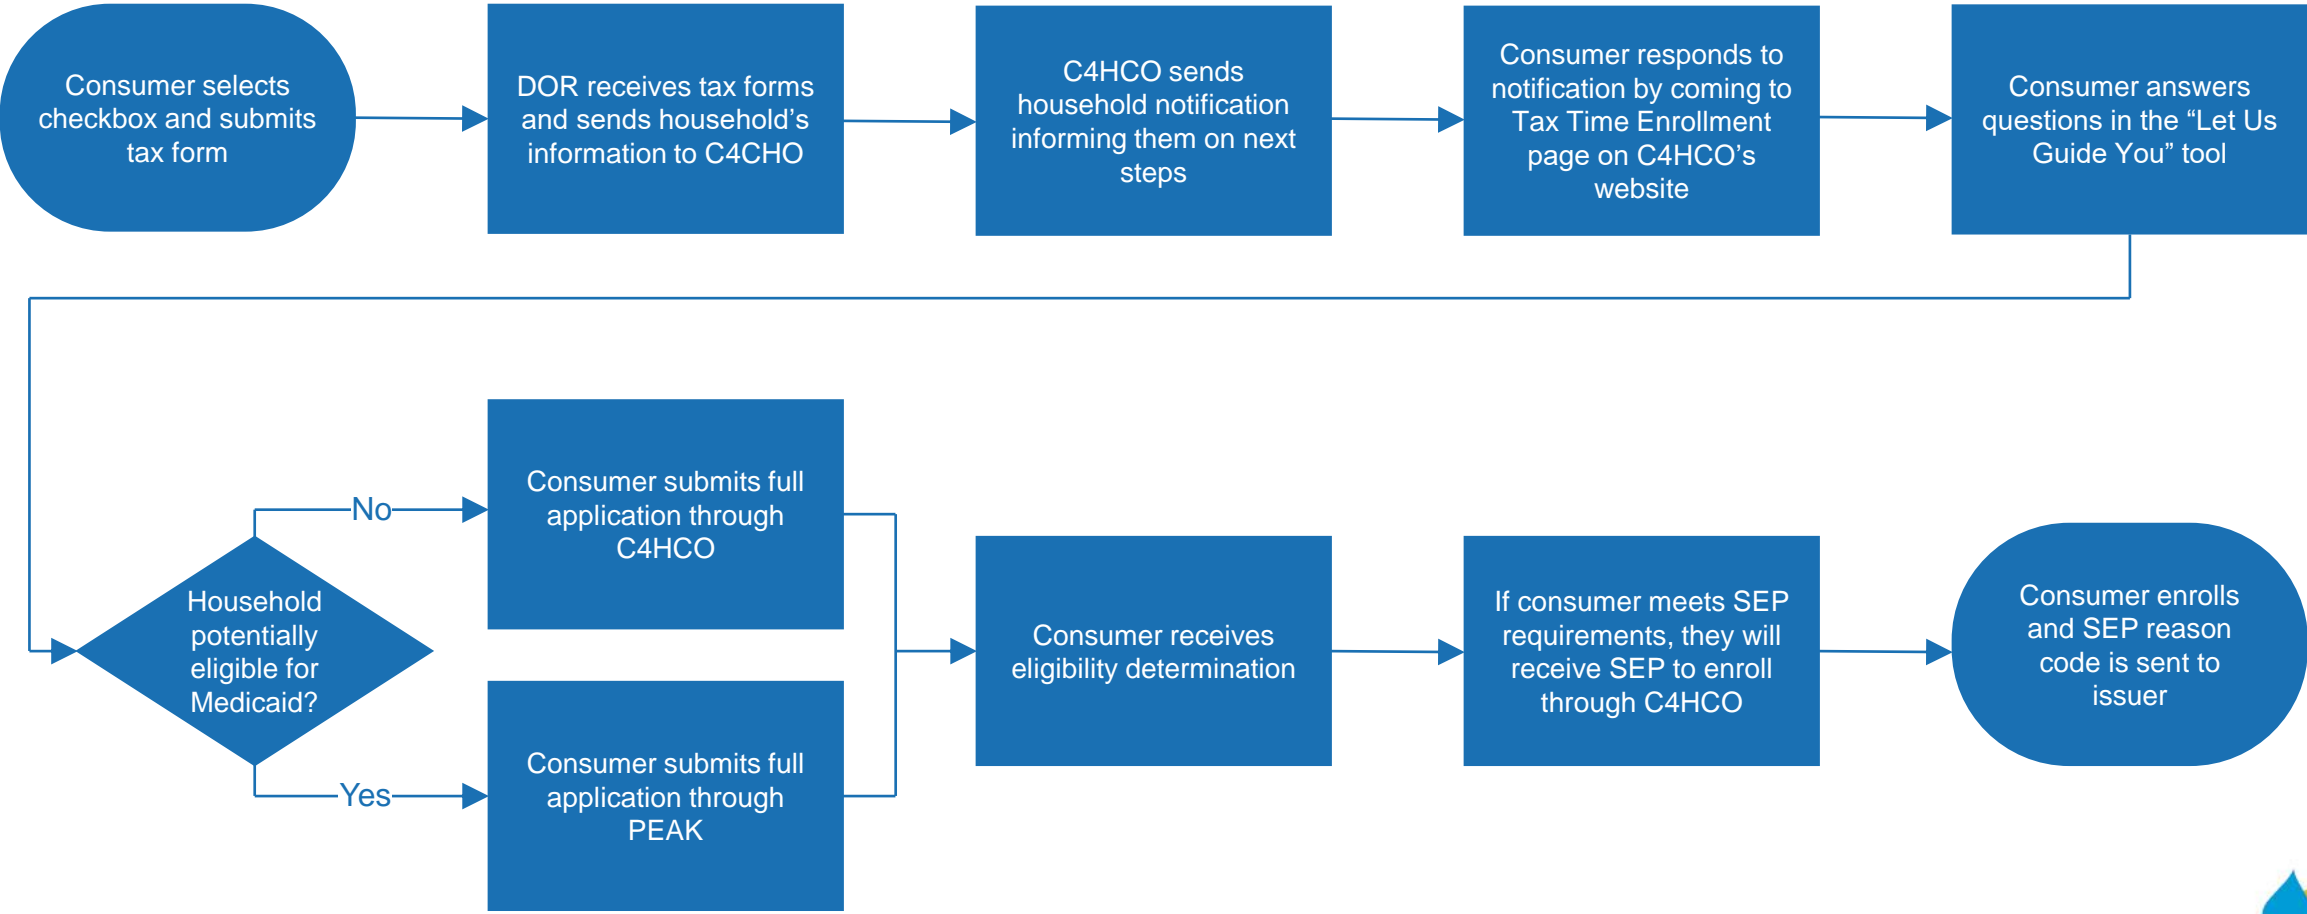 Consumer selects
checkbox and submits
tax form
DOR receives tax forms
and sends household's
information to C4CHO
C4HCO sends
household notification
informing them on next
steps
Consumer responds to
notification by coming to
Tax Time Enrollment
page on C4HCO's
website
Consumer answers
questions in the “Let Us
Guide You” tool
Household
potentially
eligible for
Medicaid?
No
Consumer submits full
application through
C4HCO
Yes
Consumer submits full
application through
PEAK
Consumer receives
eligibility determination
If consumer meets SEP
requirements, they will
receive SEP to enroll
through C4HCO
Consumer enrolls
and SEP reason
code is sent to
issuer